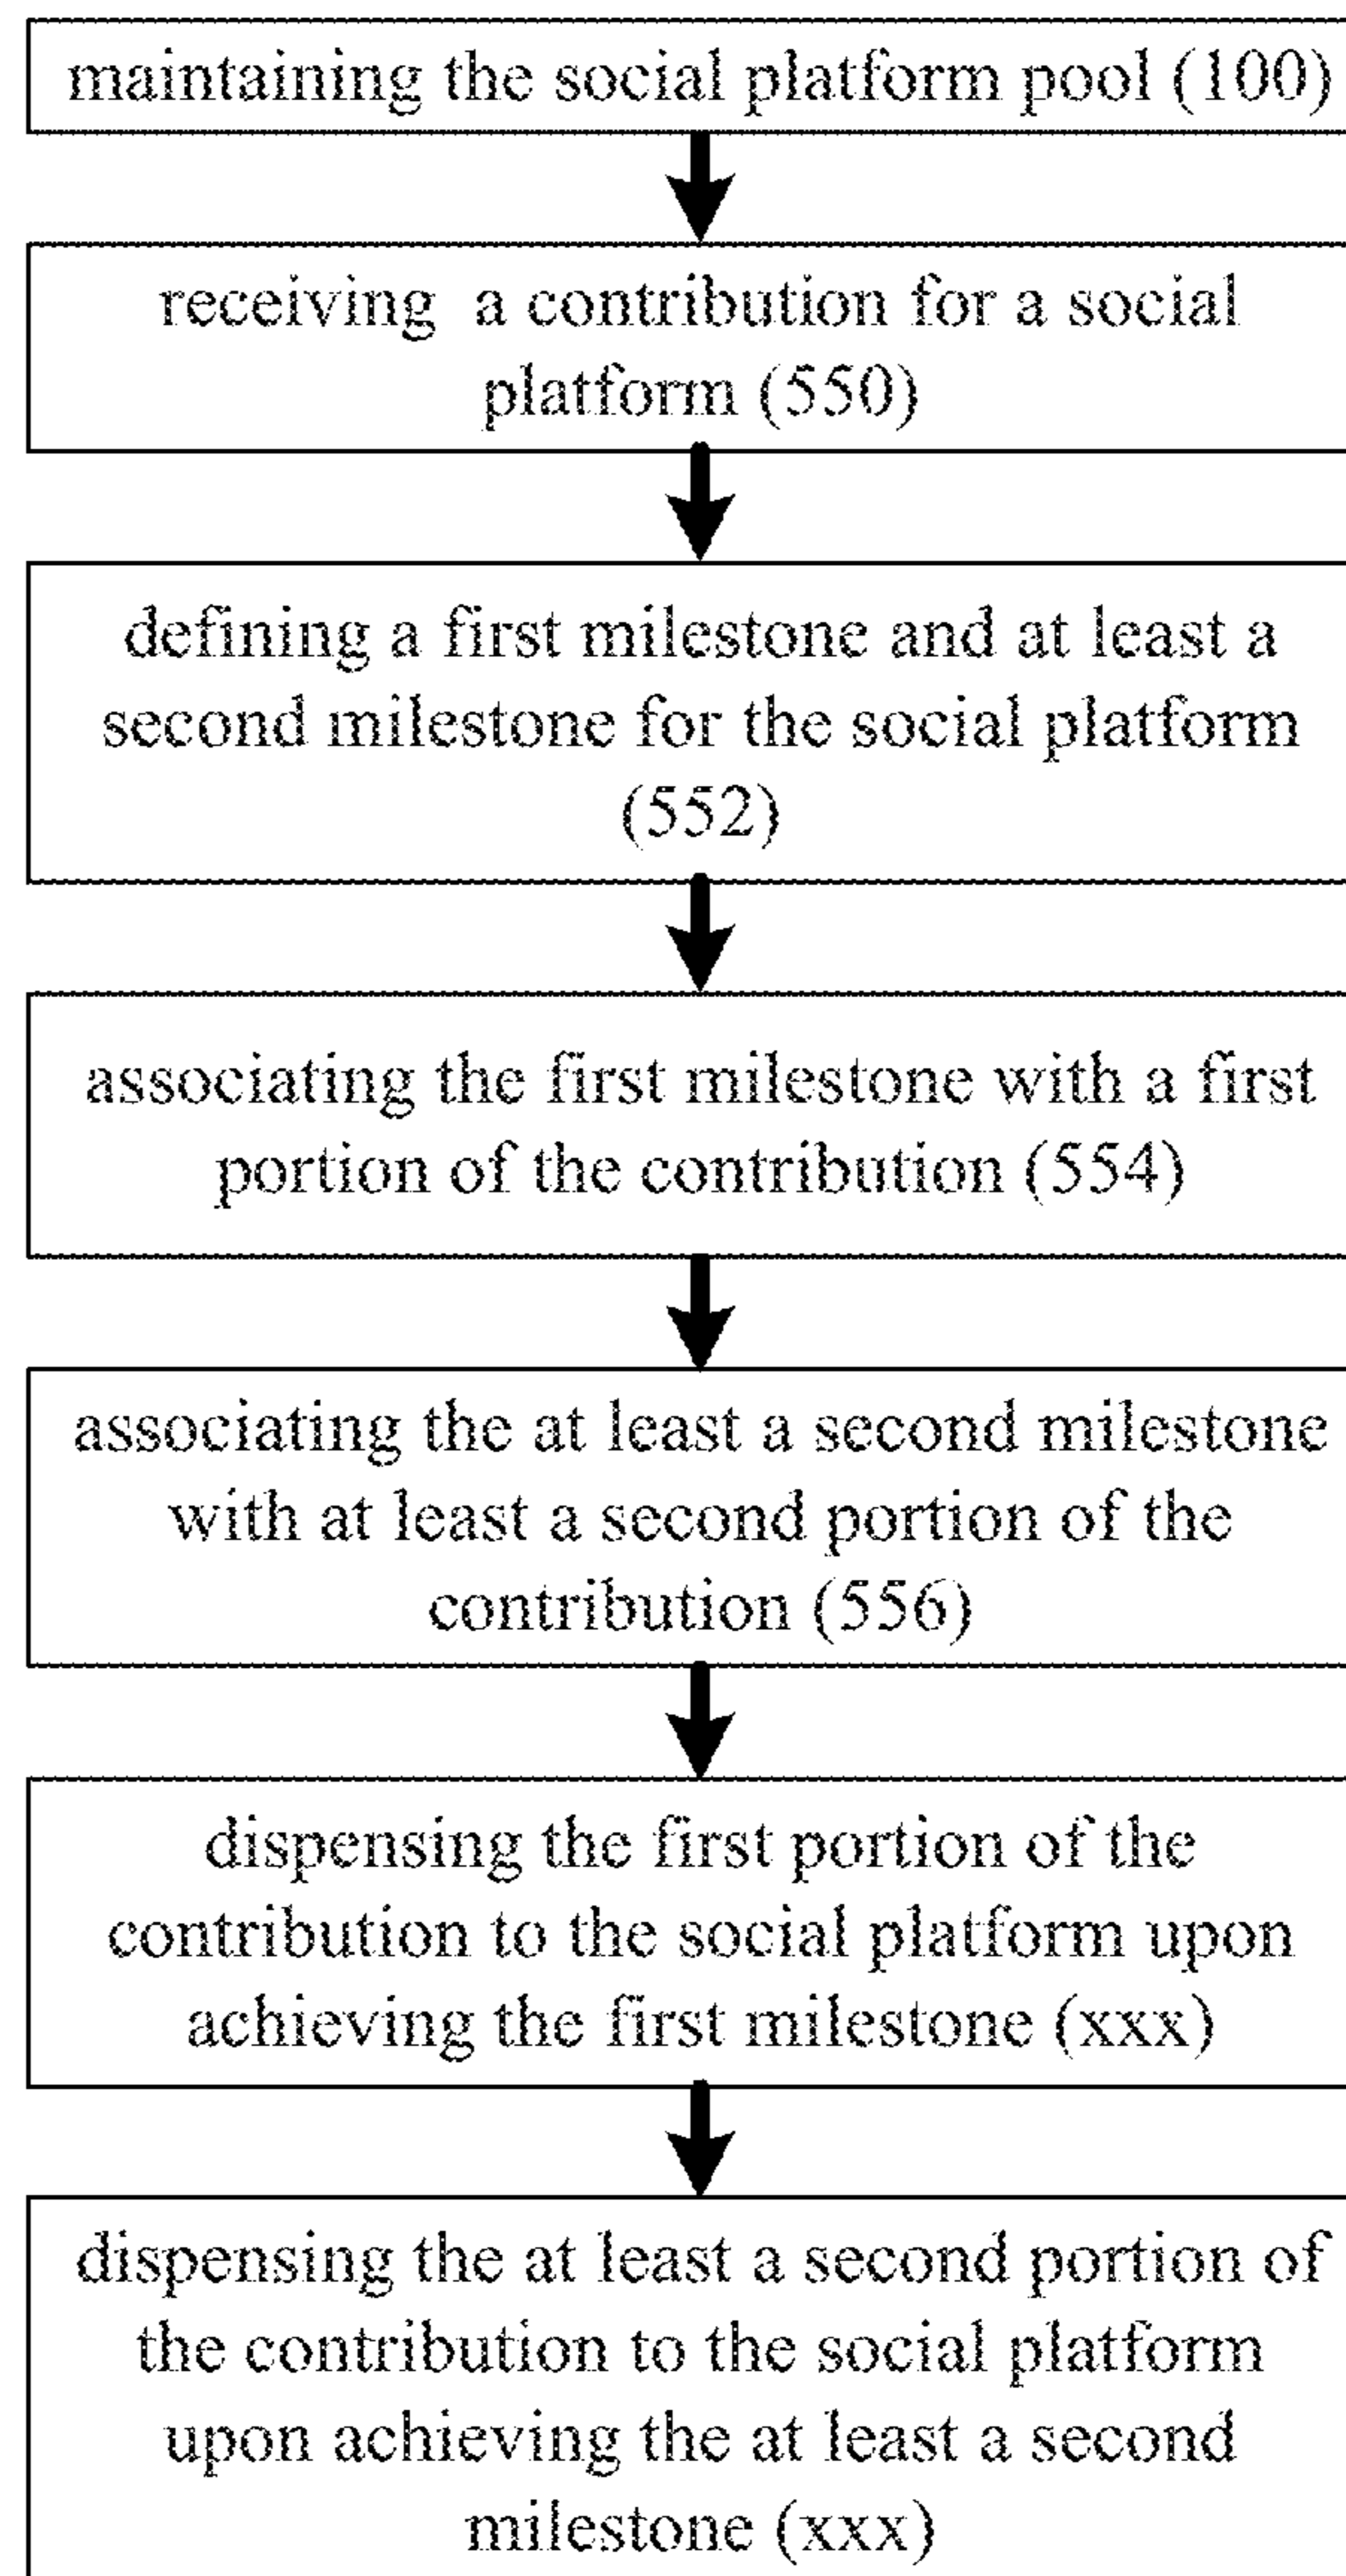 maintaining the social platform pool (100)
receiving a contribution for a social
platform (550)
defining a first milestone and at least a
second milestone for the social platform
(552)
associating the first milestone with a first
portion of the contribution (554)
associating the at least a second milestone
with at least a second portion of the
contribution (556)
dispensing the first portion of the
contribution to the social platform upon
achieving the first milestone (xxx)
dispensing the at least a second portion of
the contribution to the social platform
upon achieving the at least a second
milestone (xxx)